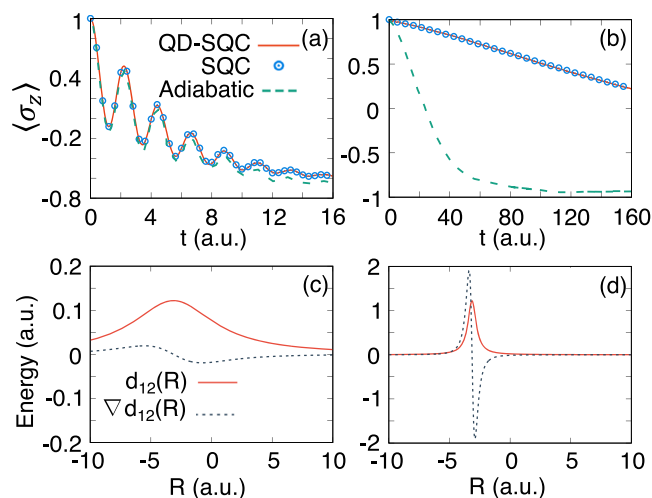 QD-SQC
SQC
Adiabatic
(a)
(b)
⟨σz⟩
1
0.4
-0.2
-0.8
0 4 8 12 16
t (a.u.)
1
0.5
0
-0.5
-1
0 40 80 120 160
t (a.u.)
(c)
(d)
Energy (a.u.)
0.2
0.1
0
0.1
0.2
d12(R)
∇ d12(R)
-10 -5 0 5 10
R (a.u.)
2
1
0
-1
-2
-10 -5 0 5 10
R (a.u.)